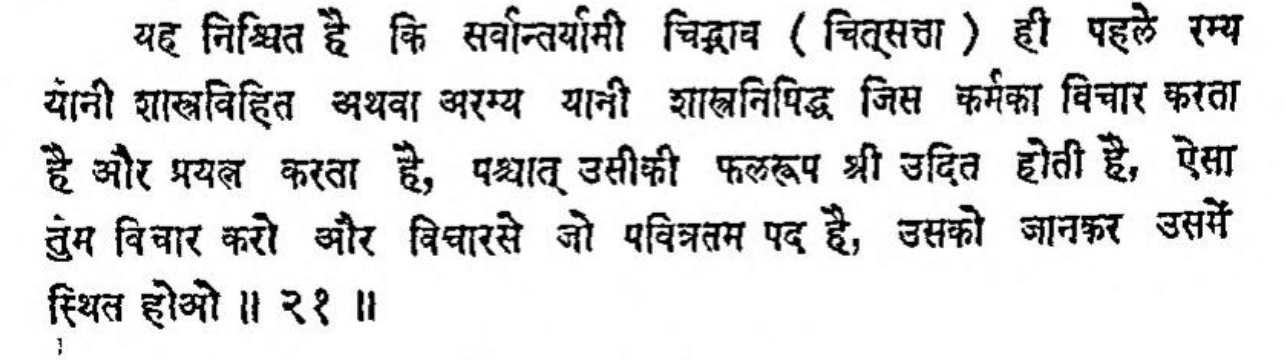 यह निश्चित है कि सर्वान्तर्यामी चिद्भाव ( चित्‌सत्ता ) ही पहले रम्य
यानी शास्त्रविहित अथवा अरम्य यानी शास्त्रनिषिद्ध जिस कर्मका विचार करता
है और प्रयत्न करता है, पश्चात् उसीकी फलरूप श्री उदित होती है, ऐसा
तुम विचार करो और विचारसे जो पवित्रतम पद है, उसको जानकर उसमें
स्थित होओ ॥ २१ ॥